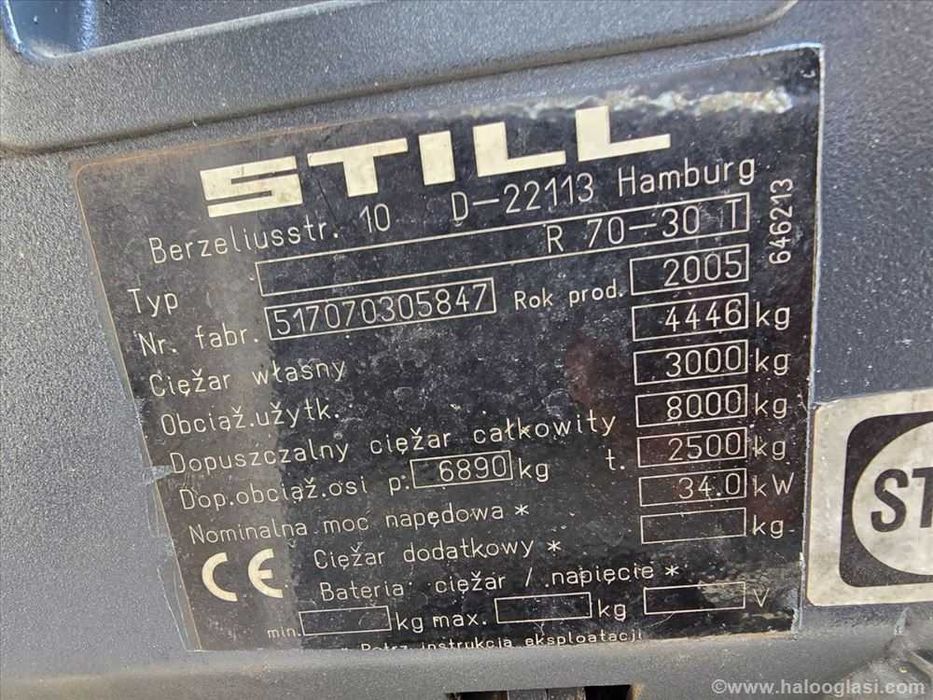 STILL
Berzeliusstr. 10 D-22113 Hamburg
646213
Typ R 70-30 T
Nr. fabr. 517070305847 Rok prod. 2005
Ciężar własny 4446 kg
Obciąż.użytk. 3000 kg
Dopuszczalny ciężar całkowity 8000 kg
Dop.obciąż.osi p. 6890 kg t. 2500 kg
Nominalna moc napędowa * 34.0 kW
Ciężar dodatkowy * kg
CE
Bateria ciężar / napięcie *
min. kg max. kg V
instrukcja eksploatacji
ST
©www.halooglasi.com